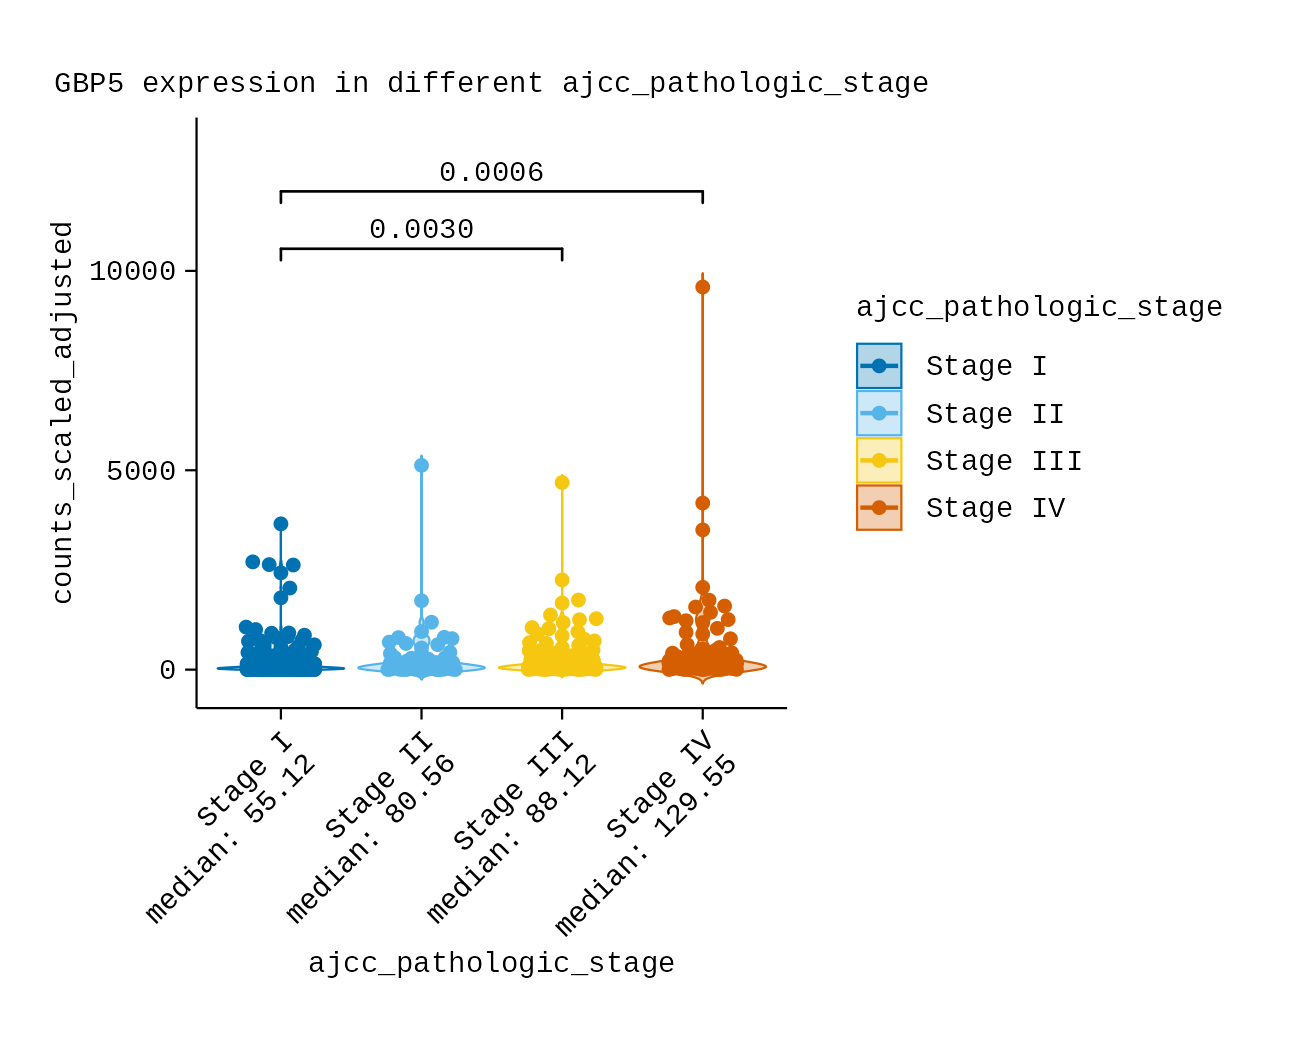 GBP5 expression in different ajcc_pathologic_stage
0.0006
0.0030
counts_scaled_adjusted
10000
5000
0
Stage I
median: 55.12
Stage II
median: 80.56
Stage III
median: 88.12
Stage IV
median: 129.55
ajcc_pathologic_stage
ajcc_pathologic_stage
Stage I
Stage II
Stage III
Stage IV